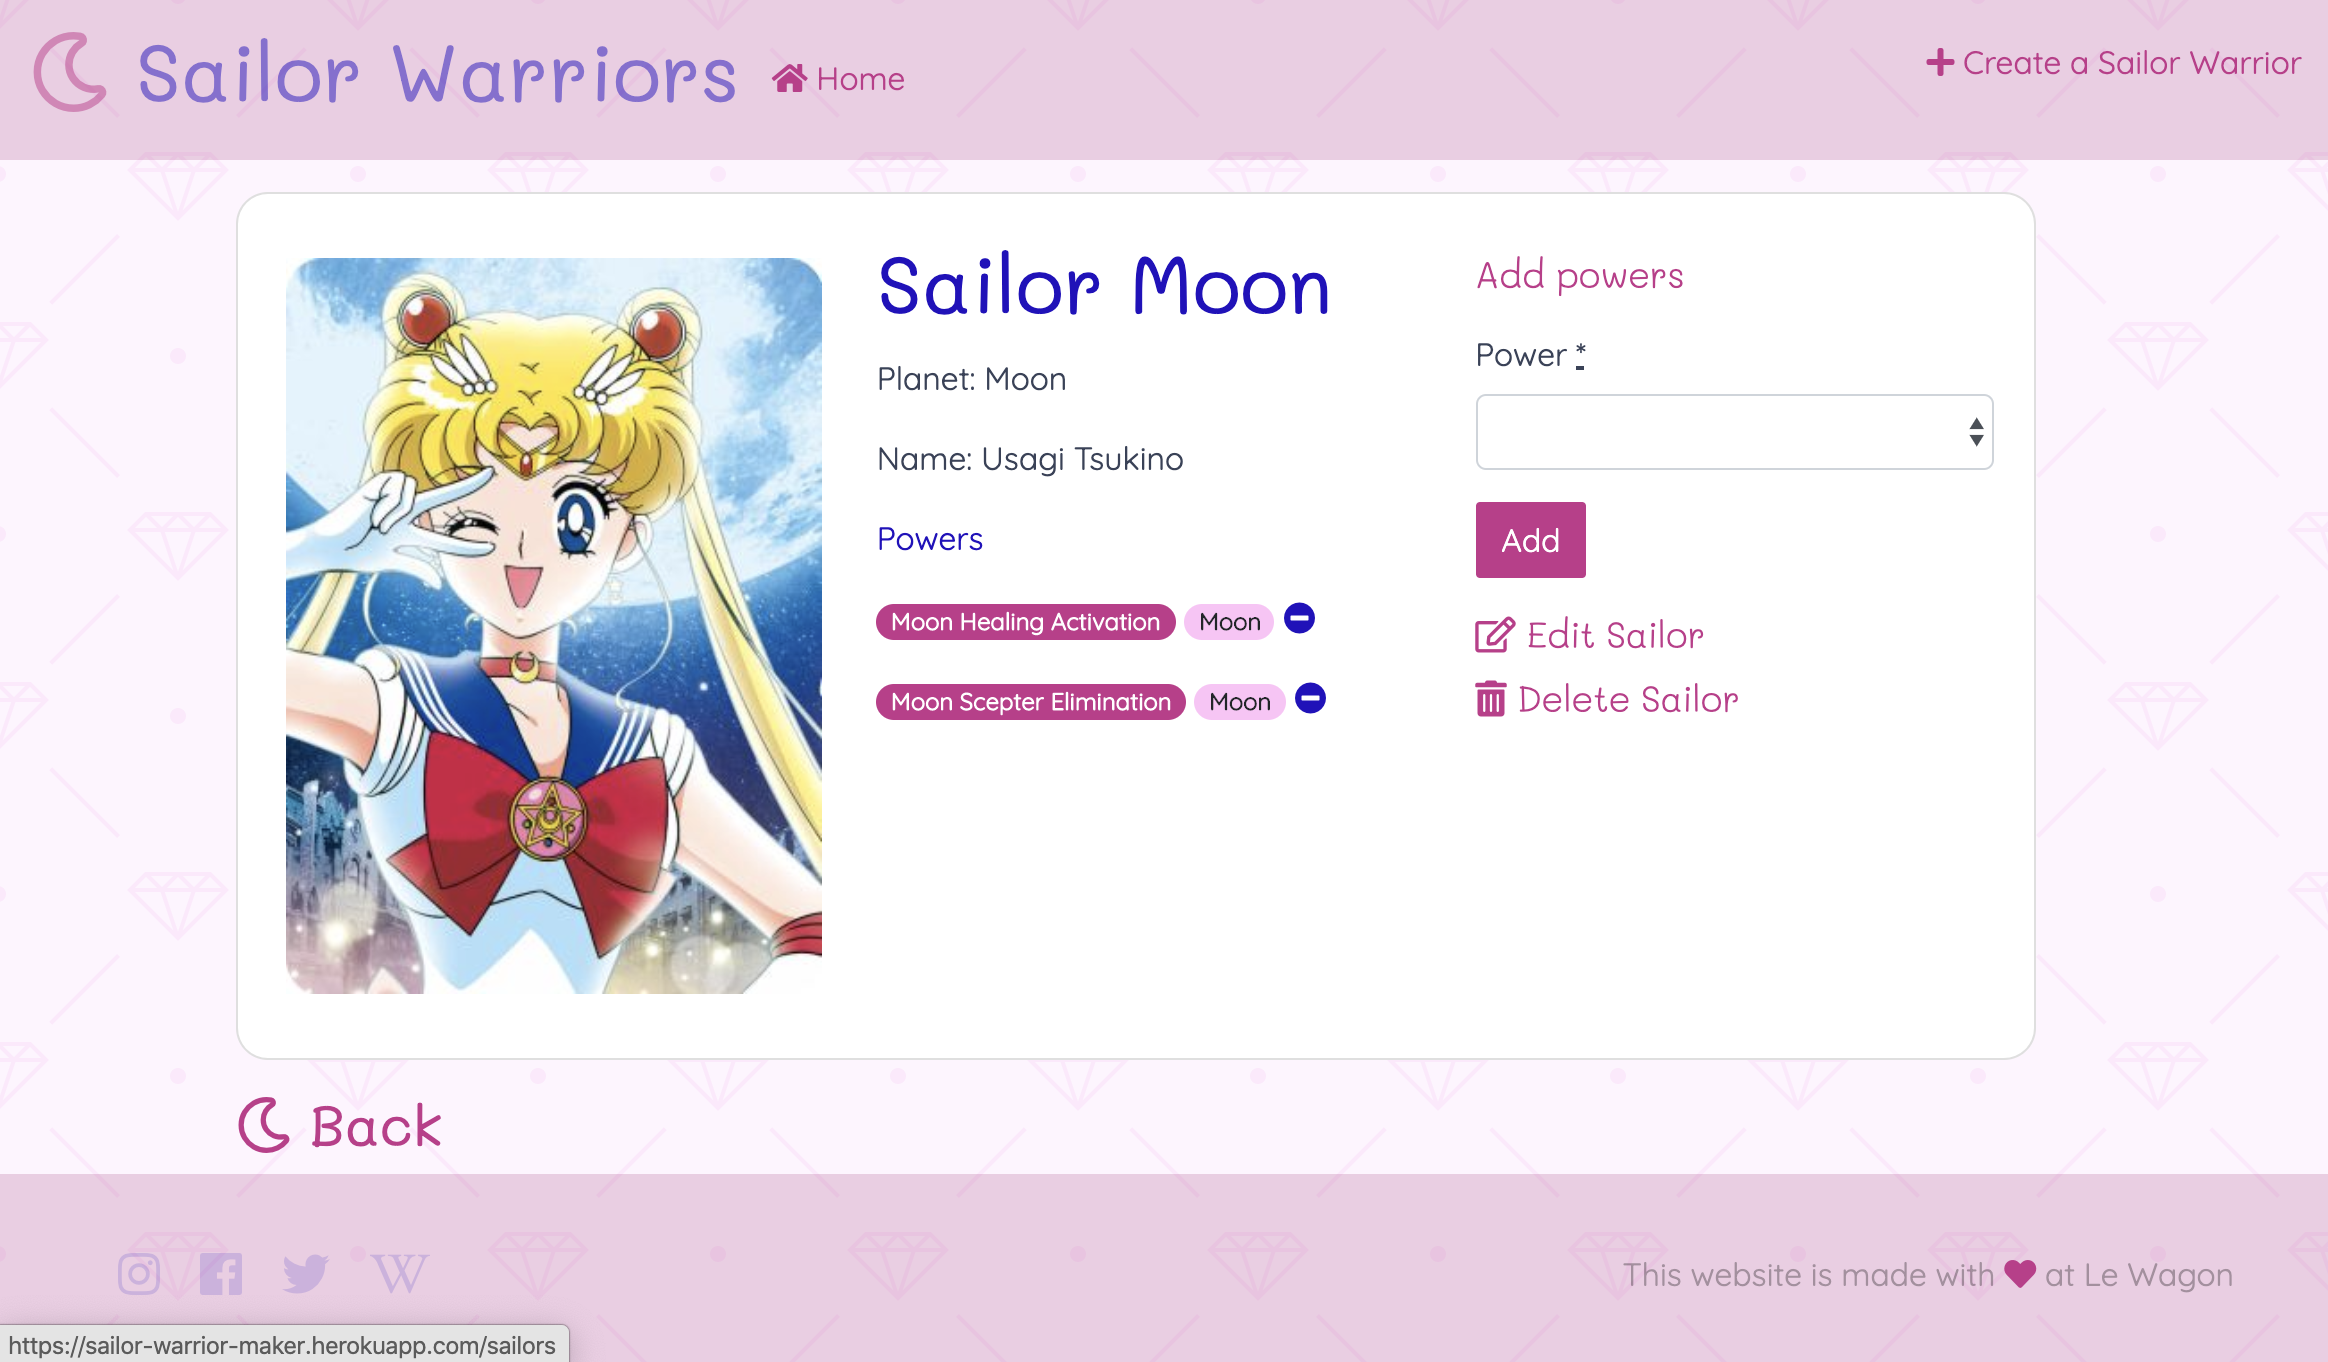 Sailor Warriors
Home
Create a Sailor Warrior
Sailor Moon
Planet: Moon
Name: Usagi Tsukino
Powers
Moon Healing Activation Moon
Moon Scepter Elimination Moon
Add powers
Power *
Add
Edit Sailor
Delete Sailor
Back
W
This website is made with ♥ at Le Wagon
https://sailor-warrior-maker.herokuapp.com/sailors